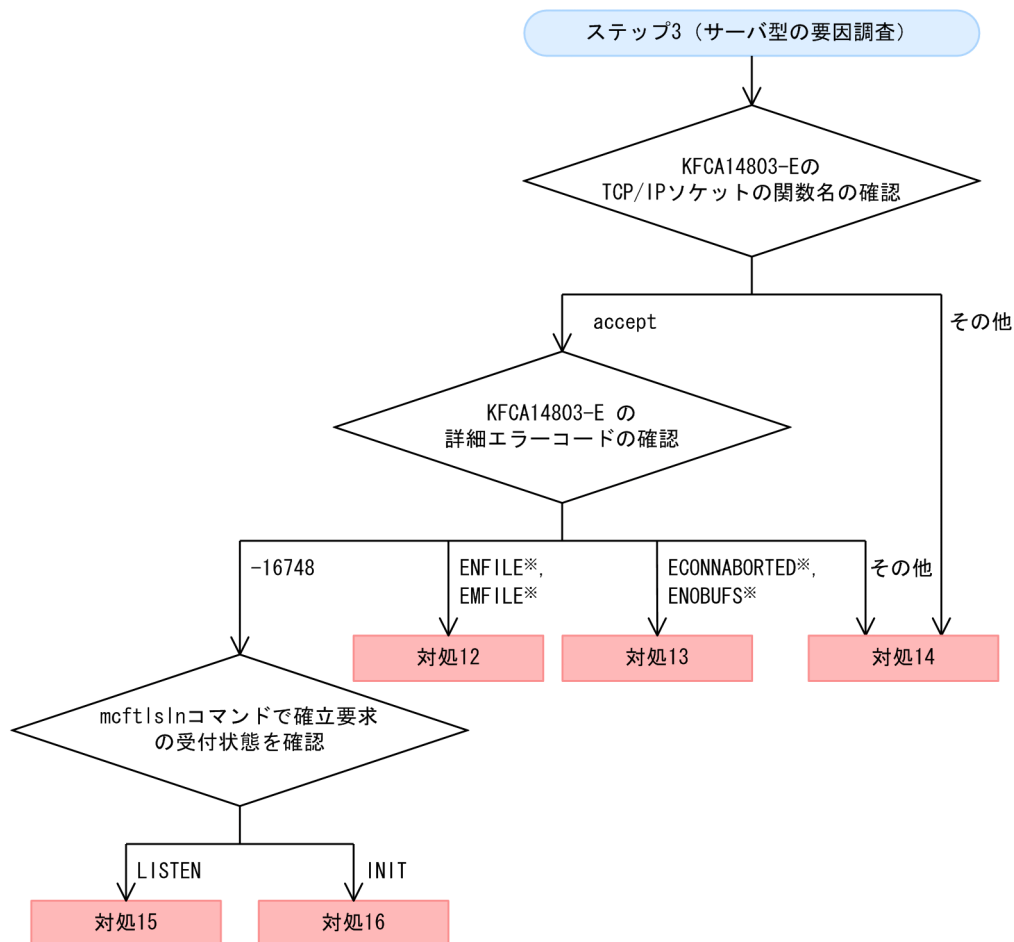 ステップ3（サーバ型の要因調査）
KFCA14803-Eの
TCP/IPソケットの関数名の確認
accept
その他
KFCA14803-E の
詳細エラーコードの確認
-16748
ENFILE※,
EMFILE※
ECONNABORTED※,
ENOBUFS※
その他
対処12
対処13
対処14
mcftlslnコマンドで確立要求
の受付状態を確認
LISTEN
INIT
対処15
対処16